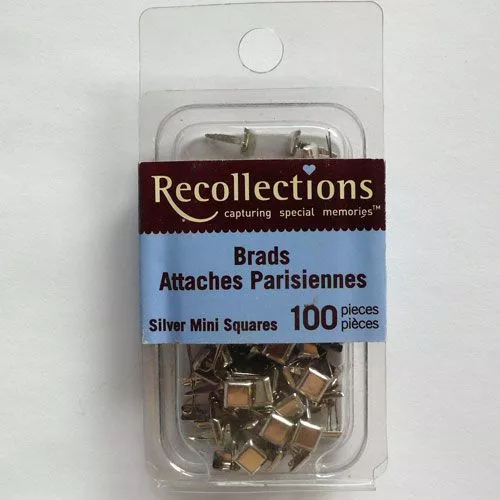 Recollections
capturing special memories™
Brads
Attaches Parisiennes
Silver Mini Squares 100 pieces
pièces